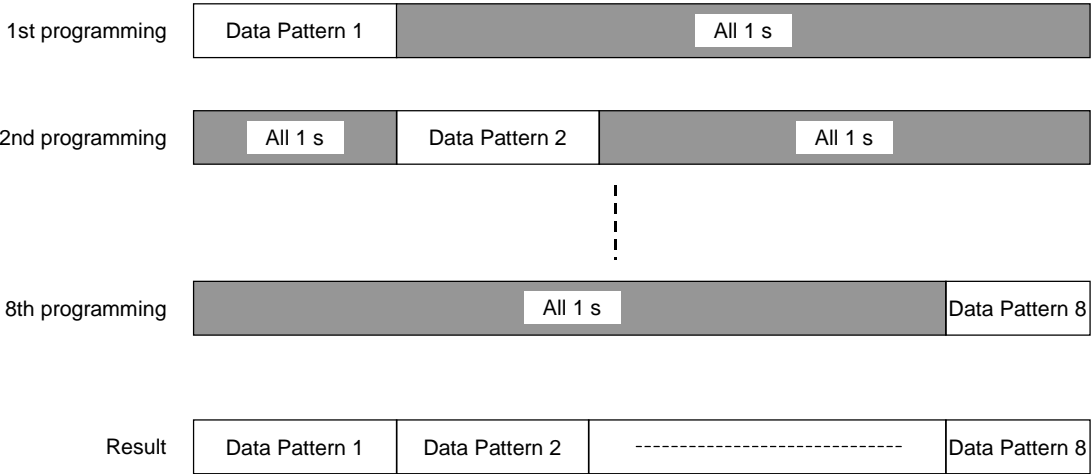 1st programming Data Pattern 1 All 1 s
2nd programming All 1 s Data Pattern 2 All 1 s
8th programming All 1 s Data Pattern 8
Result Data Pattern 1 Data Pattern 2 Data Pattern 8